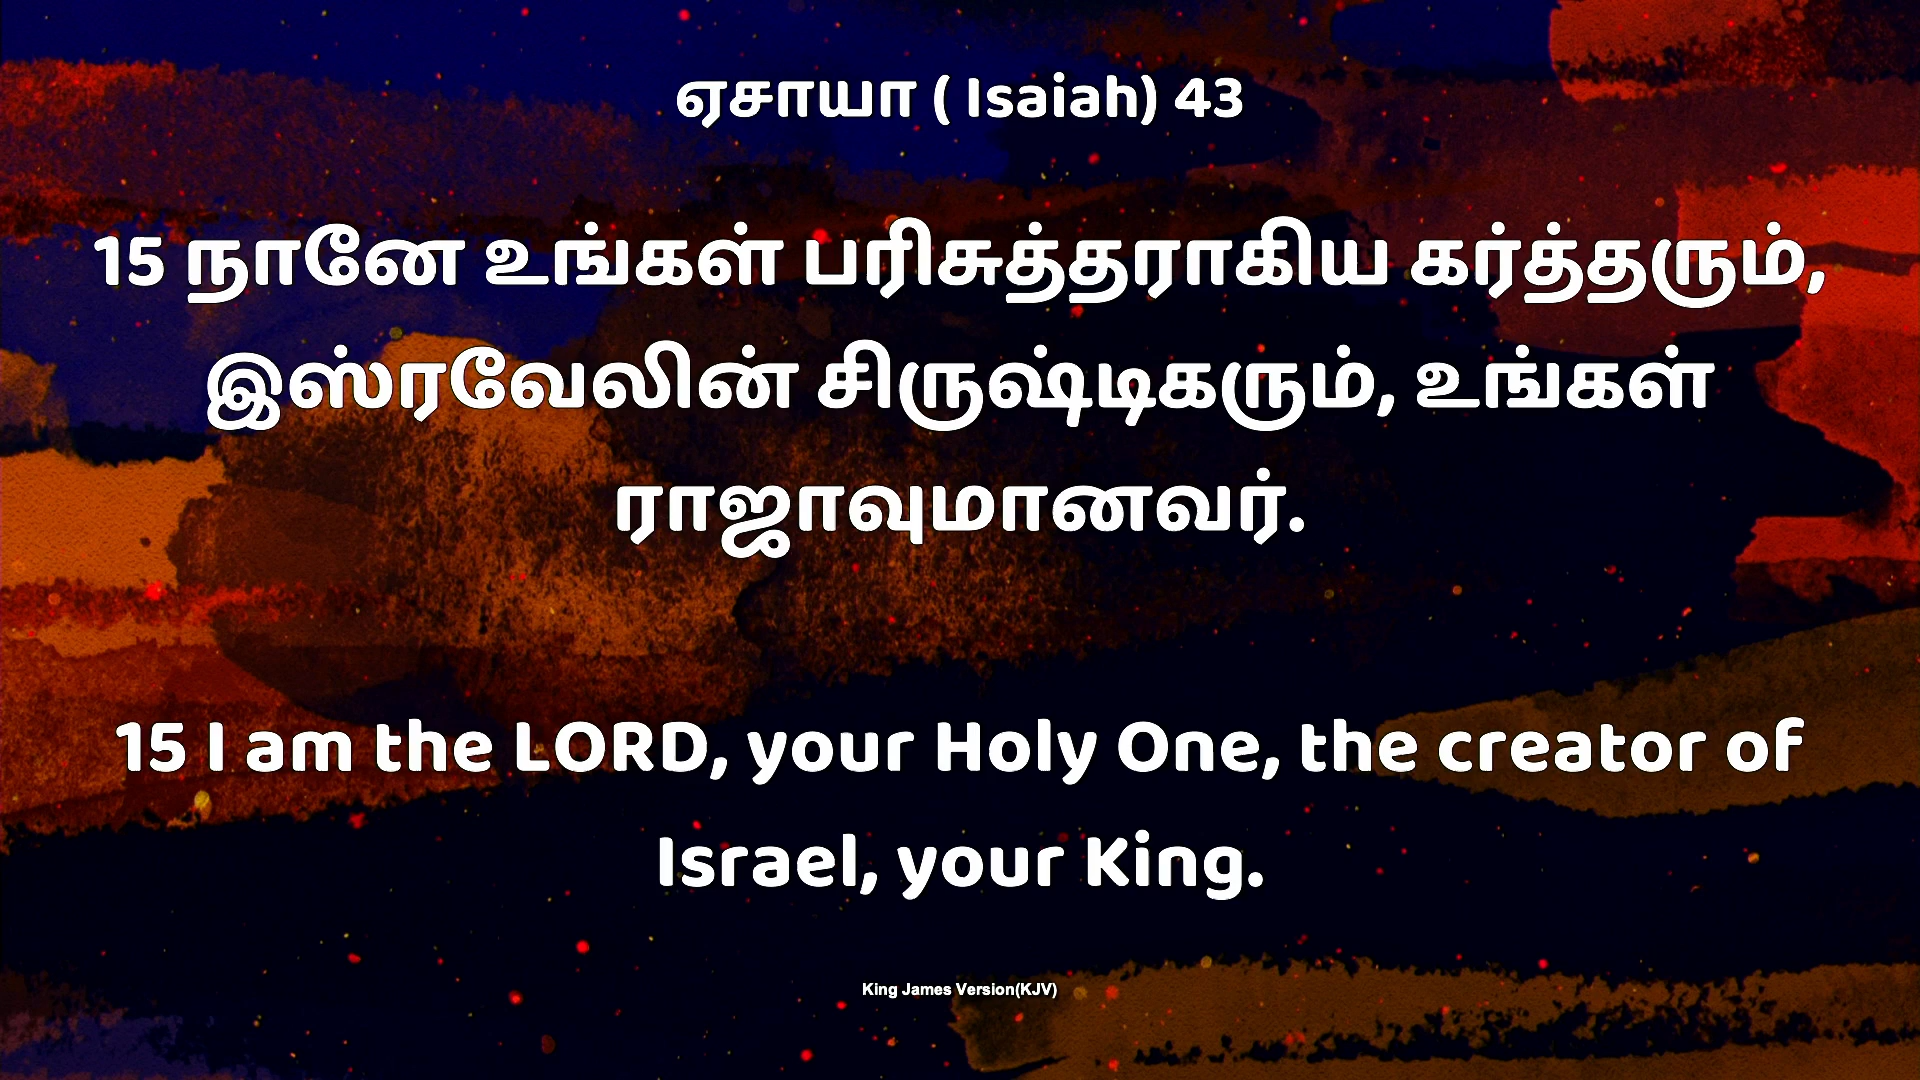 ஏசாயா ( Isaiah) 43
15 நானே உங்கள் பரிசுத்தராகிய கர்த்தரும்,
இஸ்ரவேலின் சிருஷ்டிகரும், உங்கள்
ராஜாவுமானவர்.
15 I am the LORD, your Holy One, the creator of
Israel, your King.
King James Version(KJV)